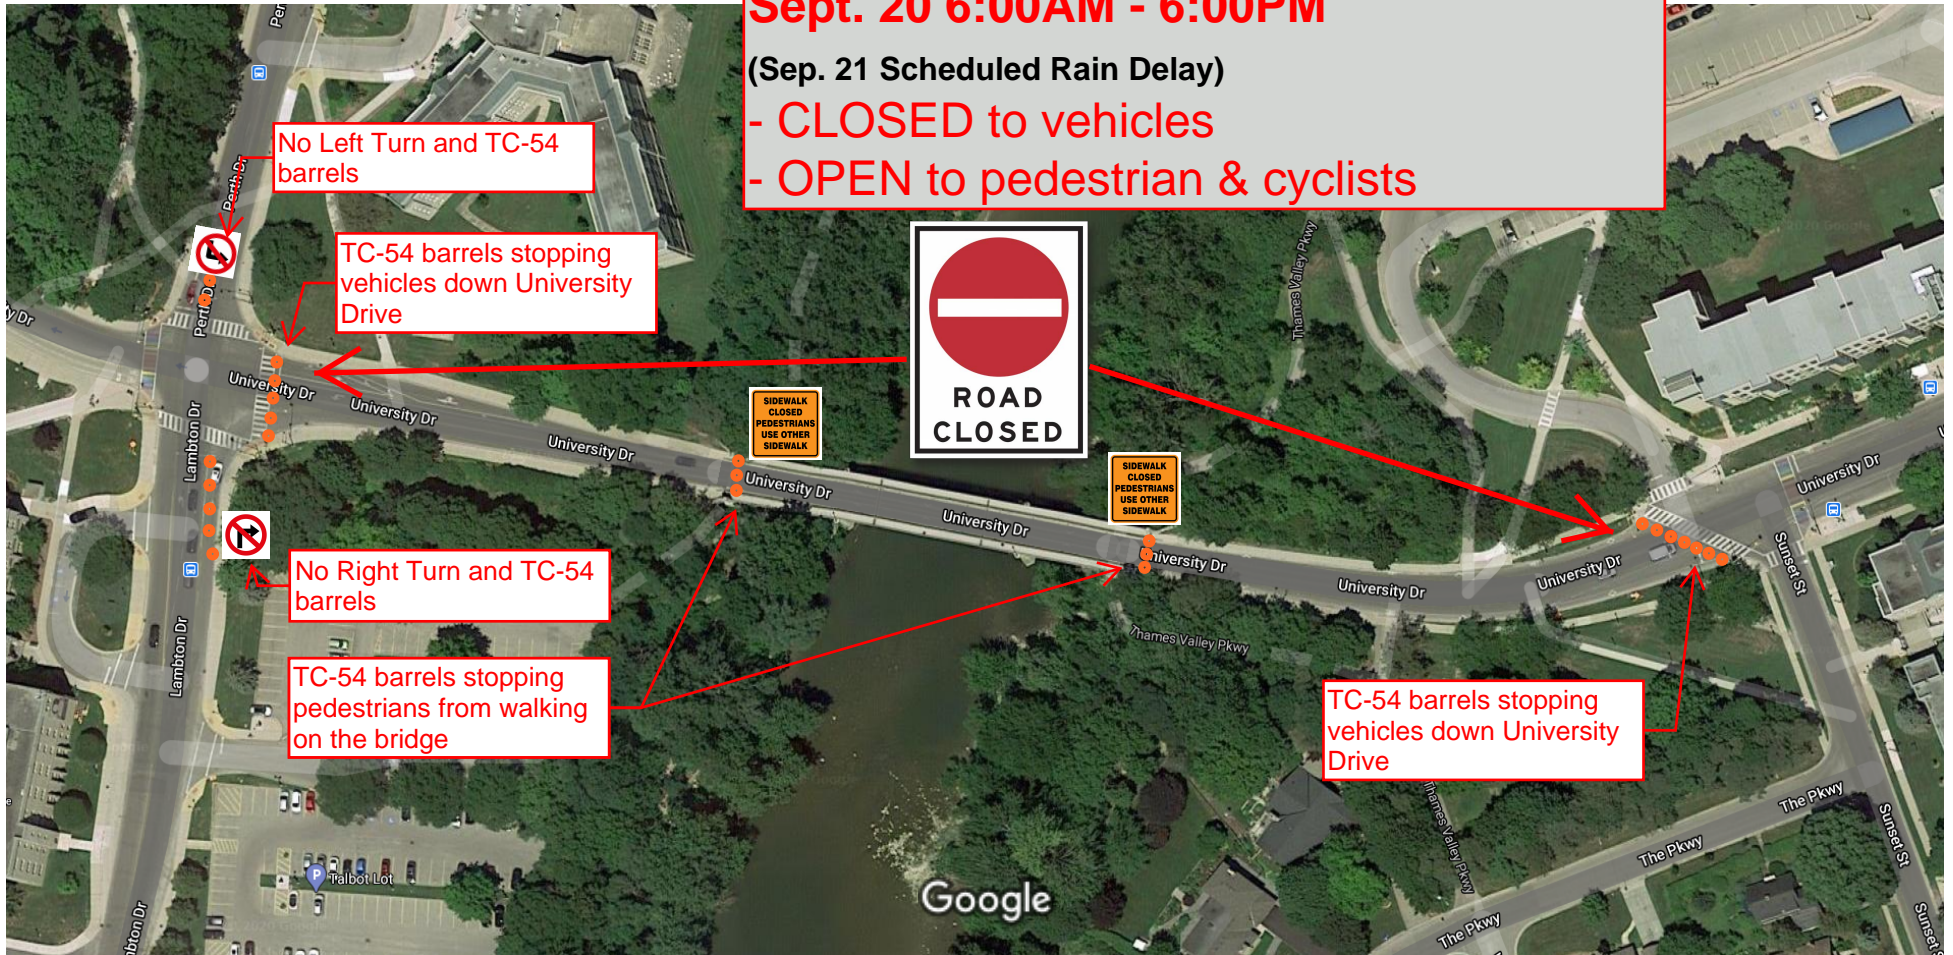 Sept. 20 6:00AM - 6:00PM
(Sep. 21 Scheduled Rain Delay)
- CLOSED to vehicles
- OPEN to pedestrian & cyclists
No Left Turn and TC-54
barrels
TC-54 barrels stopping
vehicles down University
Drive
ROAD
CLOSED
SIDEWALK
CLOSED
PEDESTRIANS
USE OTHER
SIDEWALK
SIDEWALK
CLOSED
PEDESTRIANS
USE OTHER
SIDEWALK
No Right Turn and TC-54
barrels
TC-54 barrels stopping
pedestrians from walking
on the bridge
TC-54 barrels stopping
vehicles down University
Drive
Perth Dr
University Dr
University Dr
University Dr
University Dr
University Dr
University Dr
University Dr
University Dr
University Dr
Lambton Dr
Lambton Dr
Thames Valley Pkwy
Thames Valley Pkwy
Thames Valley Pkwy
Sunset St
Sunset St
The Pkwy
The Pkwy
The Pkwy
P
Talbot Lot
Google